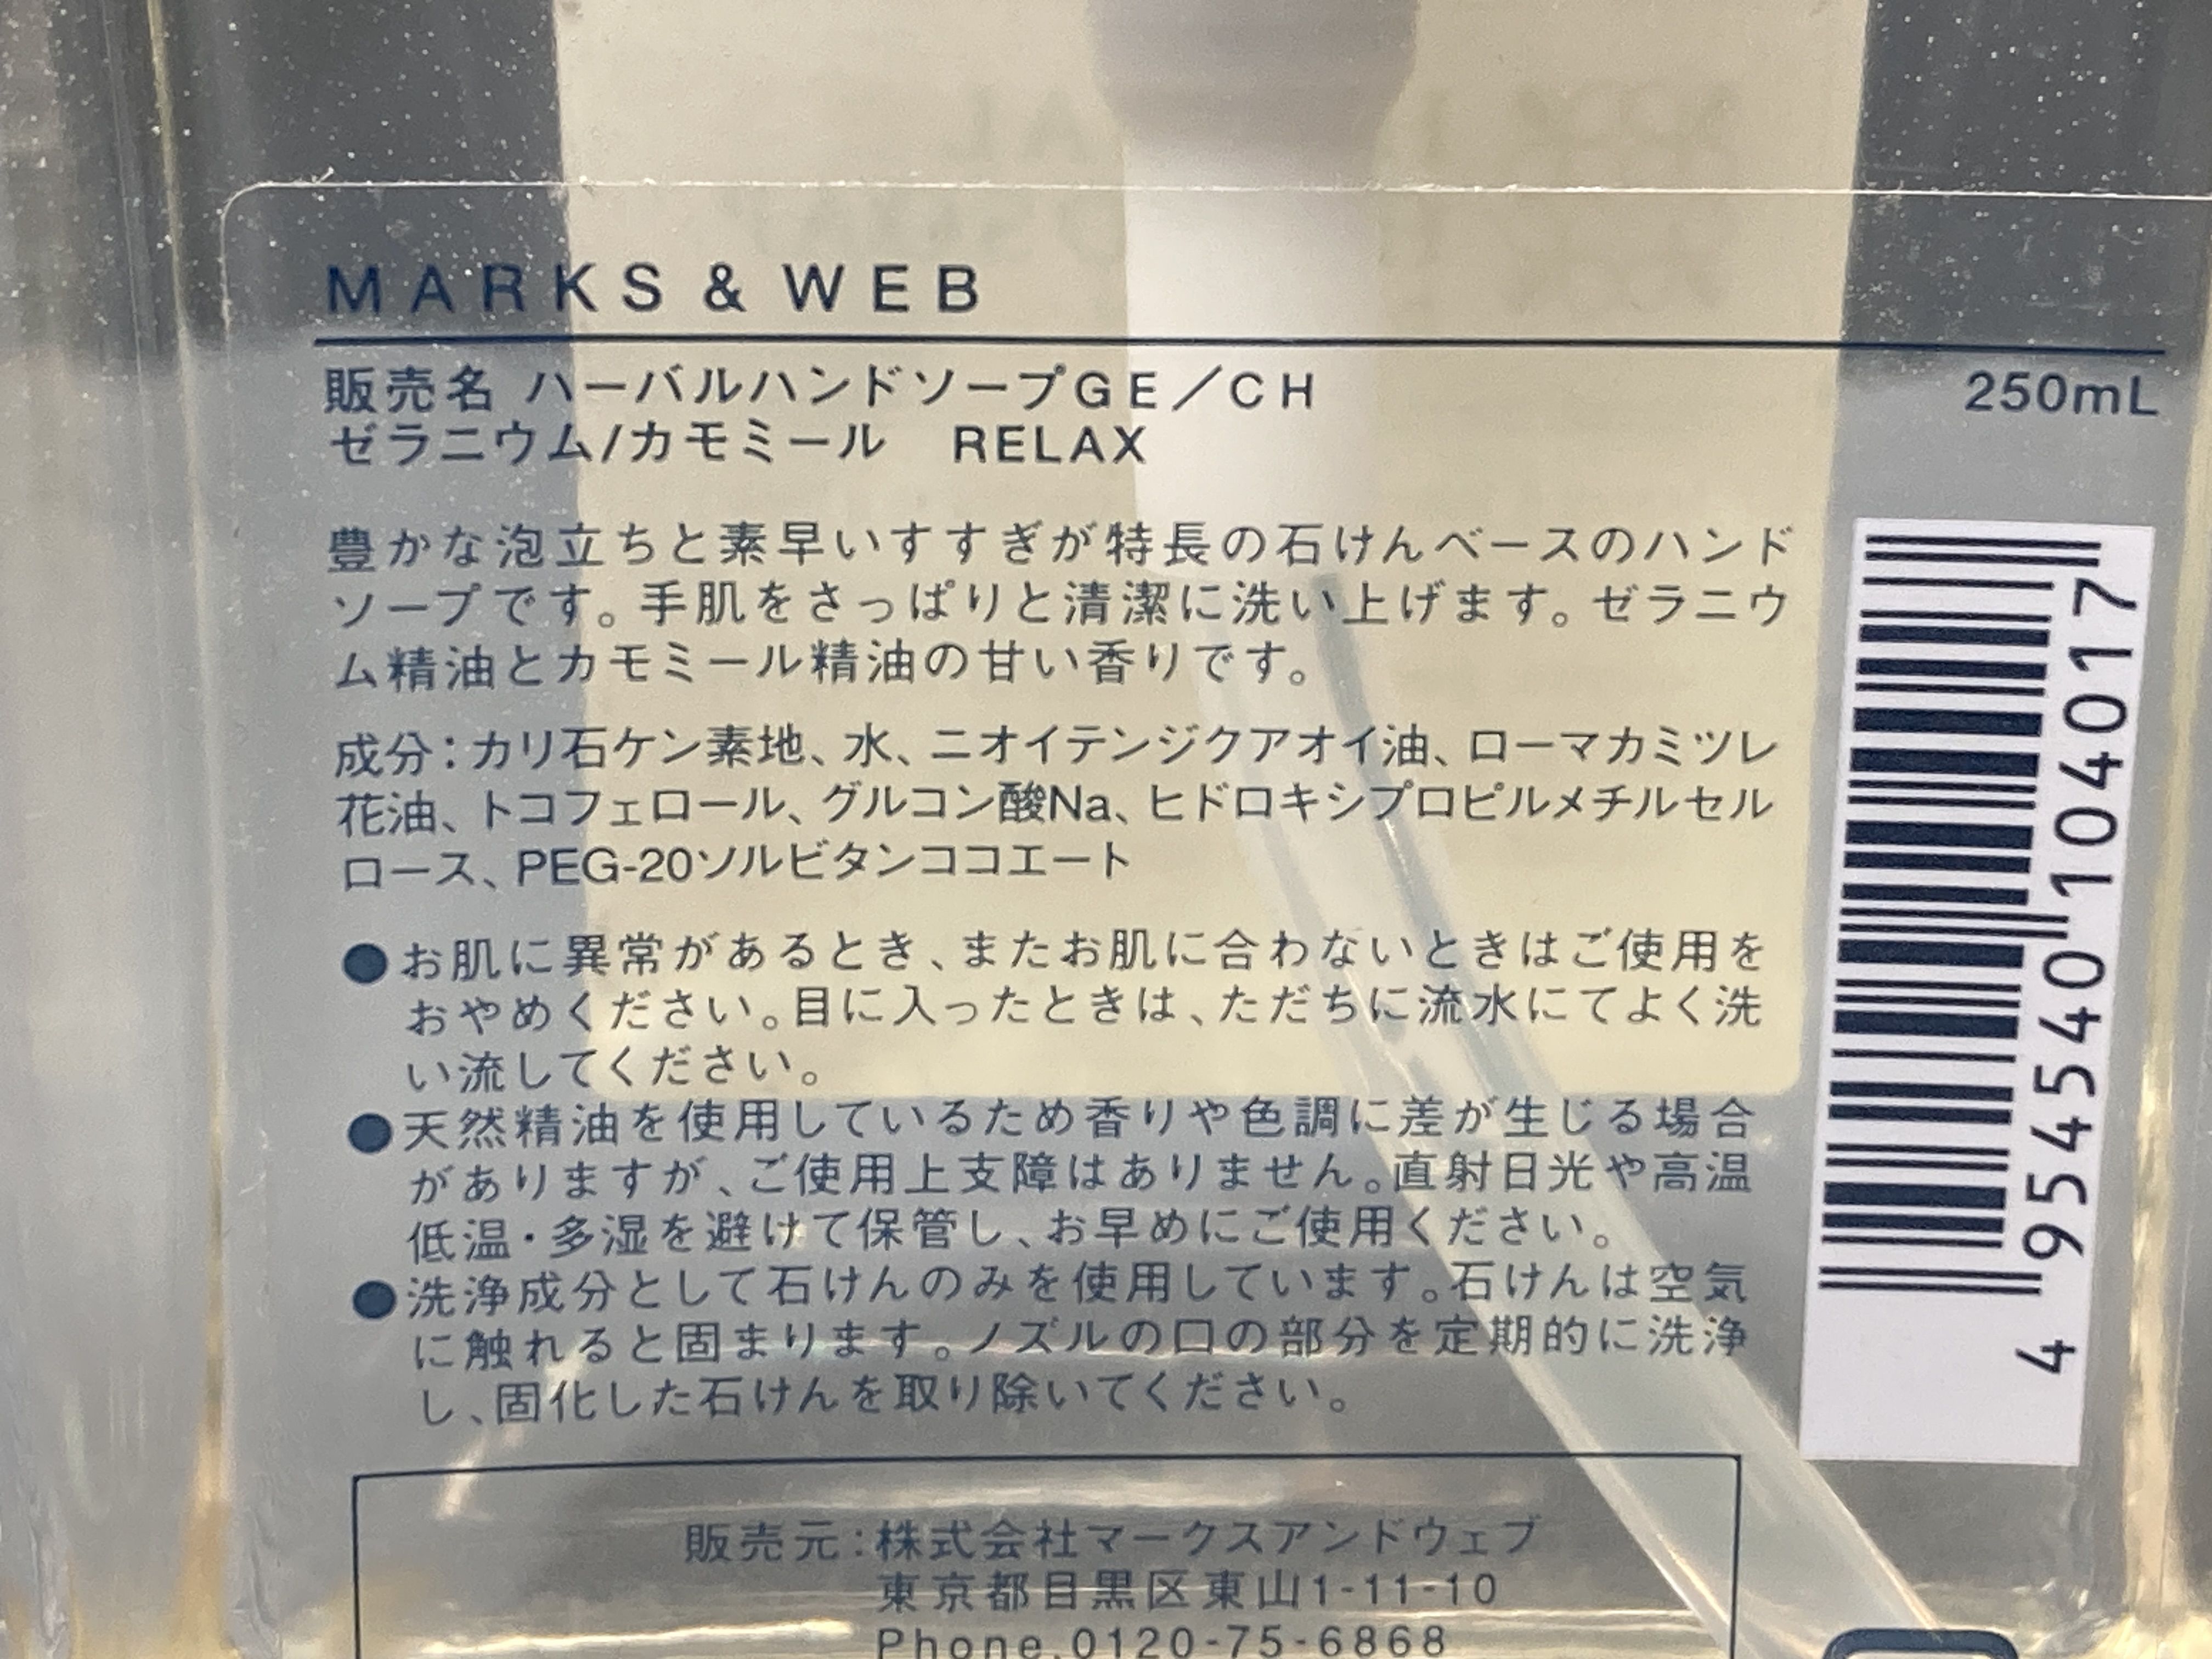 MARKS & WEB
販売名 ハーバルハンドソープGE／CH
250mL
ゼラニウム/カモミール RELAX
豊かな泡立ちと素早いすすぎが特長の石けんベースのハンド
ソープです。手肌をさっぱりと清潔に洗い上げます。ゼラニウ
ム精油とカモミール精油の甘い香りです。
成分：カリ石ケン素地、水、ニオイテンジクアオイ油、ローマカミツレ
花油、トコフェロール、グルコン酸Na、ヒドロキシプロピルメチルセル
ロース、PEG-20ソルビタンココエート
●お肌に異常があるとき、またお肌に合わないときはご使用を
おやめください。目に入ったときは、ただちに流水にてよく洗
い流してください。
●天然精油を使用しているため香りや色調に差が生じる場合
がありますが、ご使用上支障はありません。直射日光や高温
低温・多湿を避けて保管し、お早めにご使用ください。
●洗浄成分として石けんのみを使用しています。石けんは空気
に触れると固まります。ノズルの口の部分を定期的に洗浄
し、固化した石けんを取り除いてください。
販売元：株式会社マークスアンドウェブ
東京都目黒区東山1-11-10
Phone.0120-75-6868
4 954540 104017